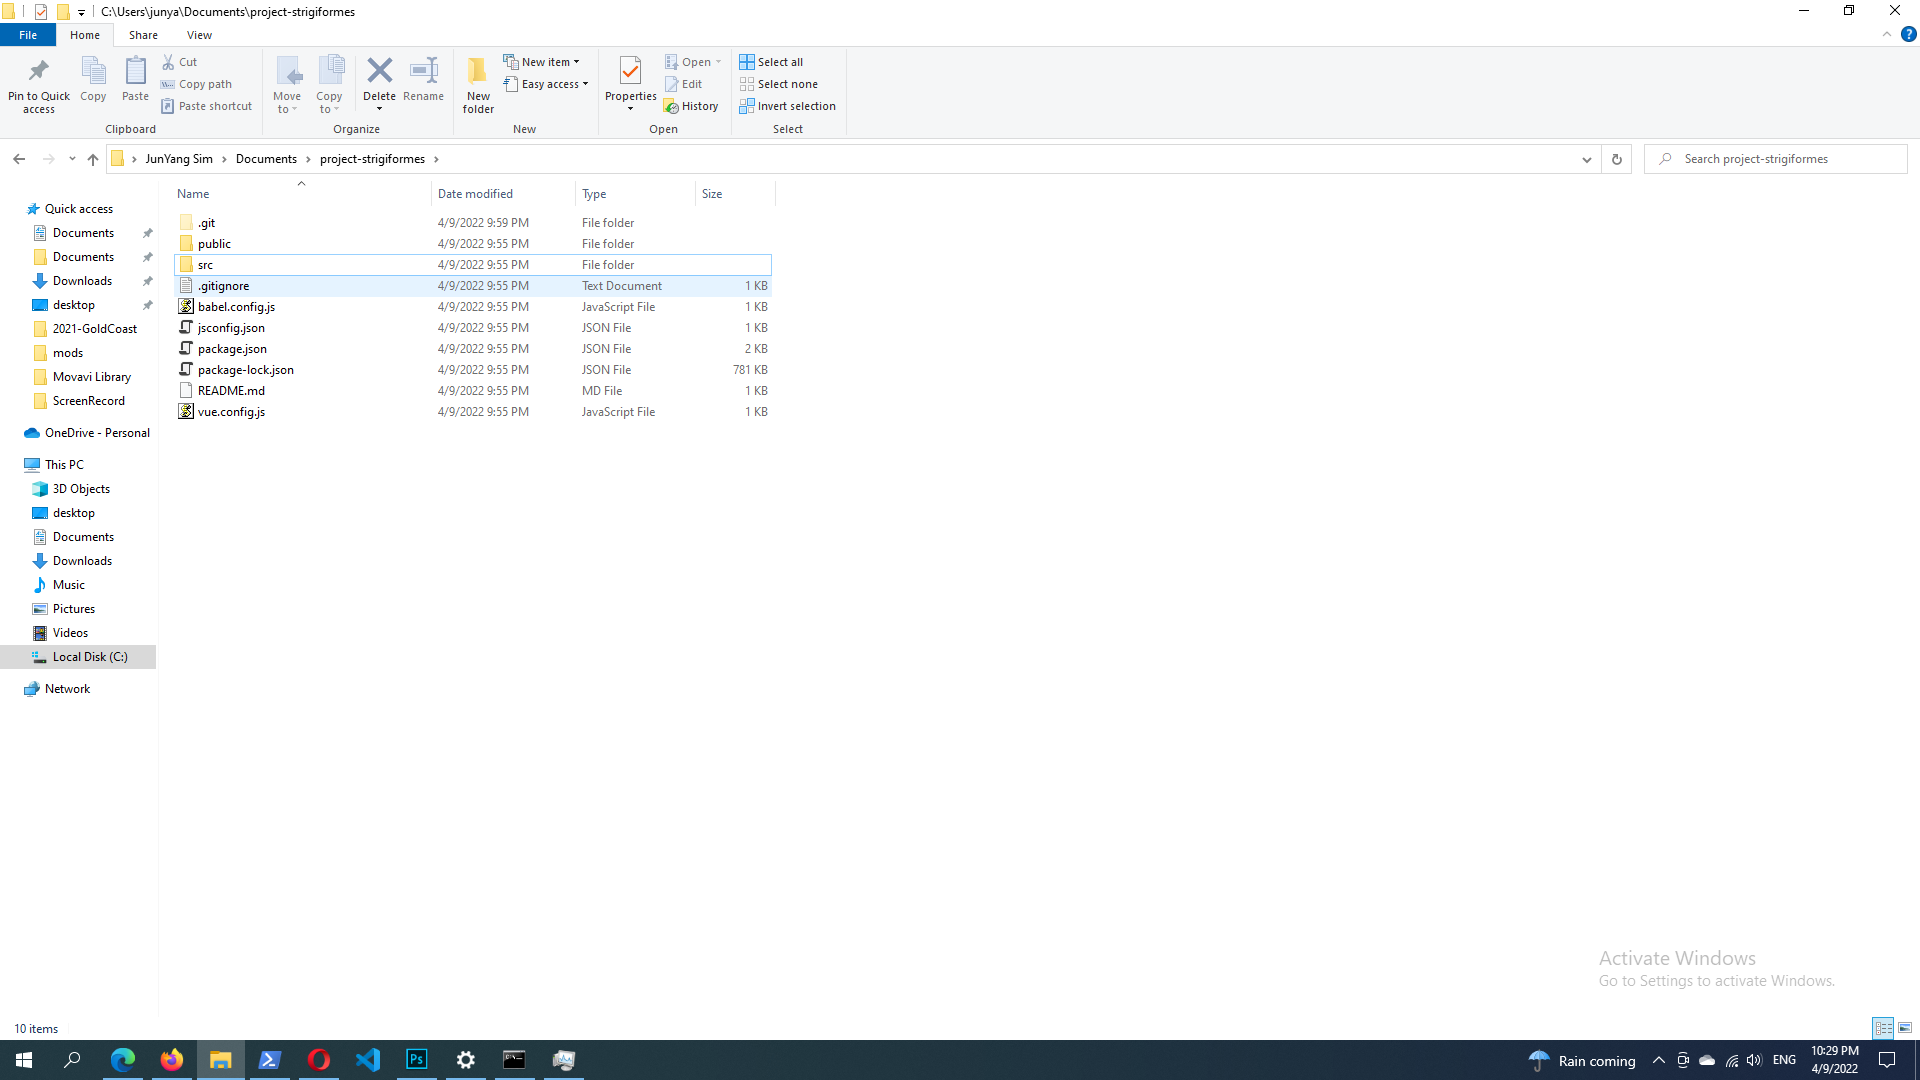 C:\Users\junya\Documents\project-strigiformes
File
Home
Share
View
Pin to Quick access
Copy
Paste
Cut
Copy path
Paste shortcut
Clipboard
Move to
Copy to
Delete
Rename
Organize
New folder
New item
Easy access
New
Properties
Open
Edit
History
Open
Select all
Select none
Invert selection
Select
JunYang Sim > Documents > project-strigiformes >
Search project-strigiformes
Name Date modified Type Size
.git 4/9/2022 9:59 PM File folder
public 4/9/2022 9:55 PM File folder
src 4/9/2022 9:55 PM File folder
.gitignore 4/9/2022 9:55 PM Text Document 1 KB
babel.config.js 4/9/2022 9:55 PM JavaScript File 1 KB
jsconfig.json 4/9/2022 9:55 PM JSON File 1 KB
package.json 4/9/2022 9:55 PM JSON File 2 KB
package-lock.json 4/9/2022 9:55 PM JSON File 781 KB
README.md 4/9/2022 9:55 PM MD File 1 KB
vue.config.js 4/9/2022 9:55 PM JavaScript File 1 KB
Quick access
Documents
Documents
Downloads
desktop
2021-GoldCoast
mods
Movavi Library
ScreenRecord
OneDrive - Personal
This PC
3D Objects
desktop
Documents
Downloads
Music
Pictures
Videos
Local Disk (C:)
Network
Activate Windows
Go to Settings to activate Windows.
10 items
Ps
Rain coming
ENG
10:29 PM
4/9/2022